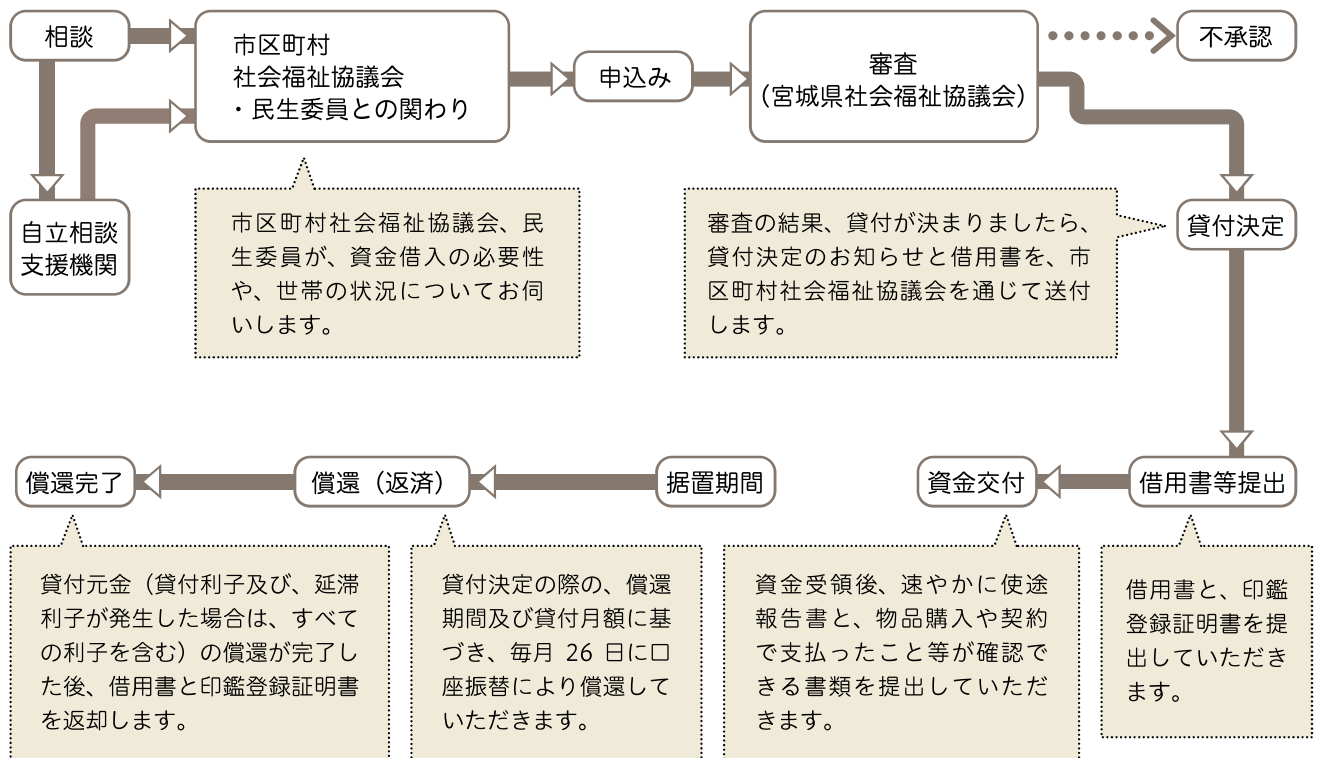 相談
市区町村
社会福祉協議会
・民生委員との関わり
申込み
審査
（宮城県社会福祉協議会）
不承認
自立相談
支援機関
市区町村社会福祉協議会、民
生委員が、資金借入の必要性
や、世帯の状況についてお伺
いします。
審査の結果、貸付が決まりましたら、
貸付決定のお知らせと借用書を、市
区町村社会福祉協議会を通じて送付
します。
貸付決定
借用書等提出
資金交付
据置期間
償還（返済）
償還完了
貸付元金（貸付利子及び、延滞
利子が発生した場合は、すべて
の利子を含む）の償還が完了し
た後、借用書と印鑑登録証明書
を返却します。
貸付決定の際の、償還
期間及び貸付月額に基
づき、毎月 26 日に口
座振替により償還して
いただきます。
資金受領後、速やかに使途
報告書と、物品購入や契約
で支払ったこと等が確認で
きる書類を提出していただ
きます。
借用書と、印鑑
登録証明書を提
出していただき
ます。